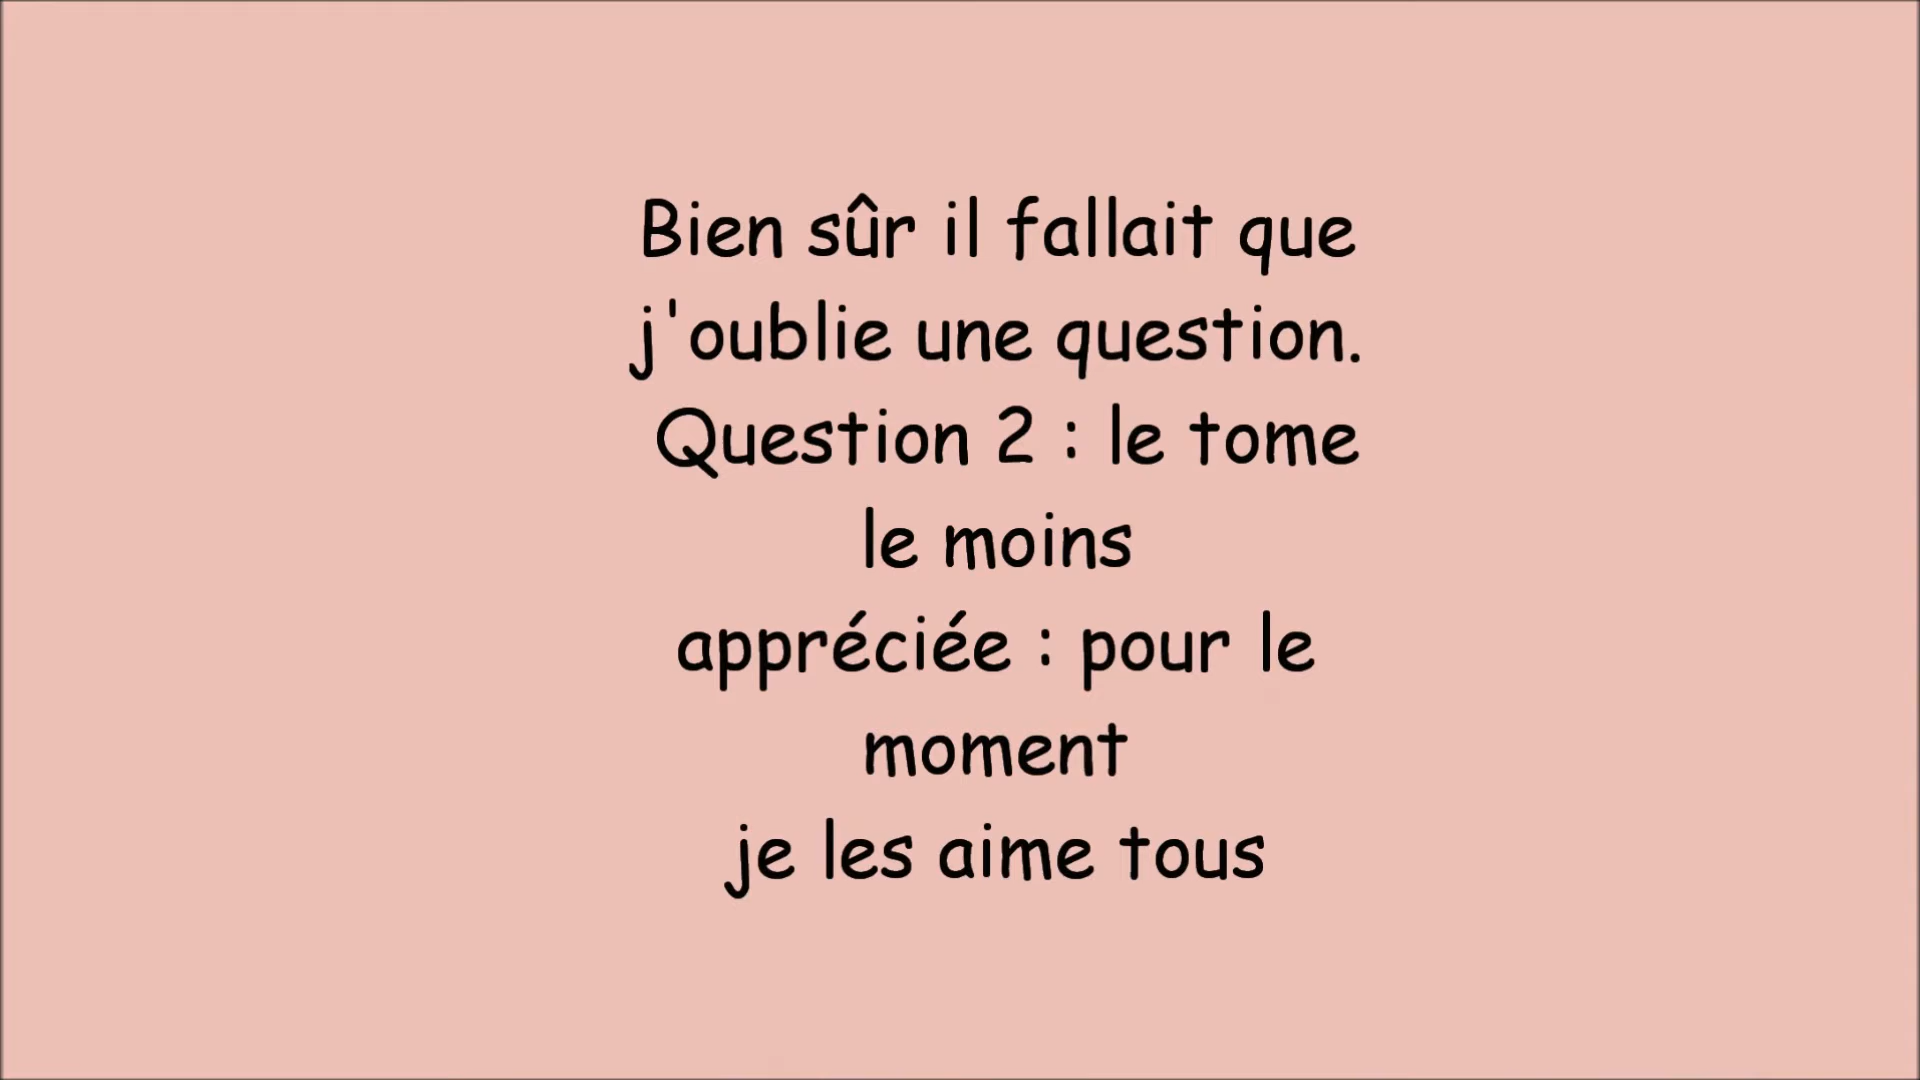 Bien sûr il fallait que
j'oublie une question.
Question 2 : le tome
le moins
appréciée : pour le
moment
je les aime tous